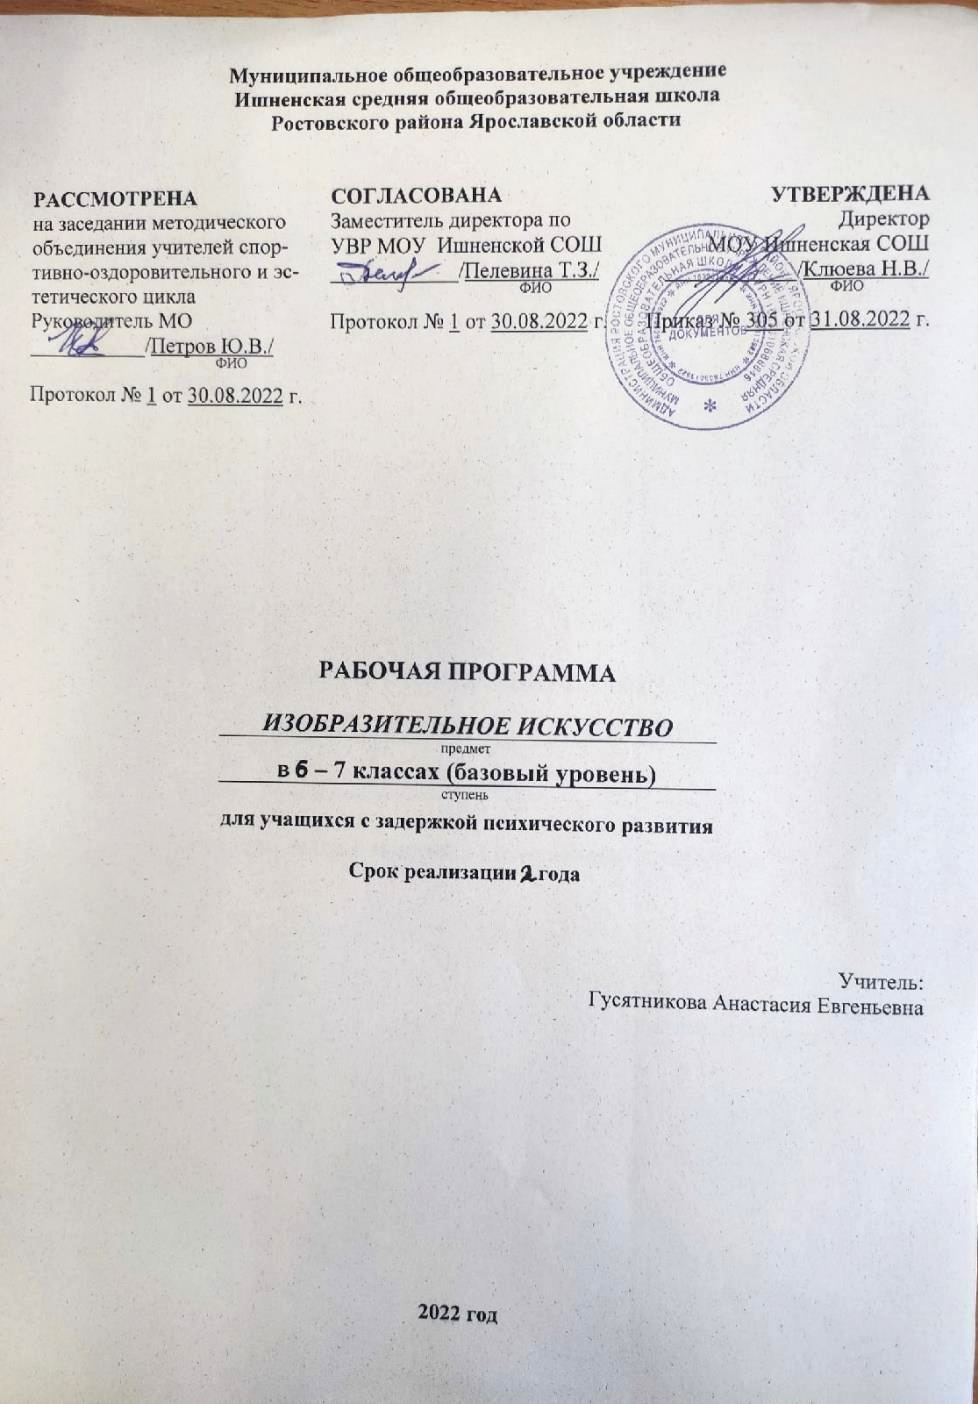 Муниципальное общеобразовательное учреждение
Ишненская средняя общеобразовательная школа
Ростовского района Ярославской области
РАССМОТРЕНА
на заседании методического
объединения учителей спор-
тивно-оздоровительного и эс-
тетического цикла
Руководитель МО
/Петров Ю.В./
ФИО
Протокол № 1 от 30.08.2022 г.
СОГЛАСОВАНА
Заместитель директора по
УВР МОУ Ишненской СОШ
/Пелевина Т.З./
ФИО
Протокол № 1 от 30.08.2022 г.
УТВЕРЖДЕНА
Директор
МОУ Ишненская СОШ
/Клюева Н.В./
ФИО
Приказ № 305 от 31.08.2022 г.
ДЛЯ
ДОКУМЕНТОВ
РАБОЧАЯ ПРОГРАММА
ИЗОБРАЗИТЕЛЬНОЕ ИСКУССТВО
предмет
в 6 – 7 классах (базовый уровень)
ступень
для учащихся с задержкой психического развития
Срок реализации 2 года
Учитель:
Гусятникова Анастасия Евгеньевна
2022 год